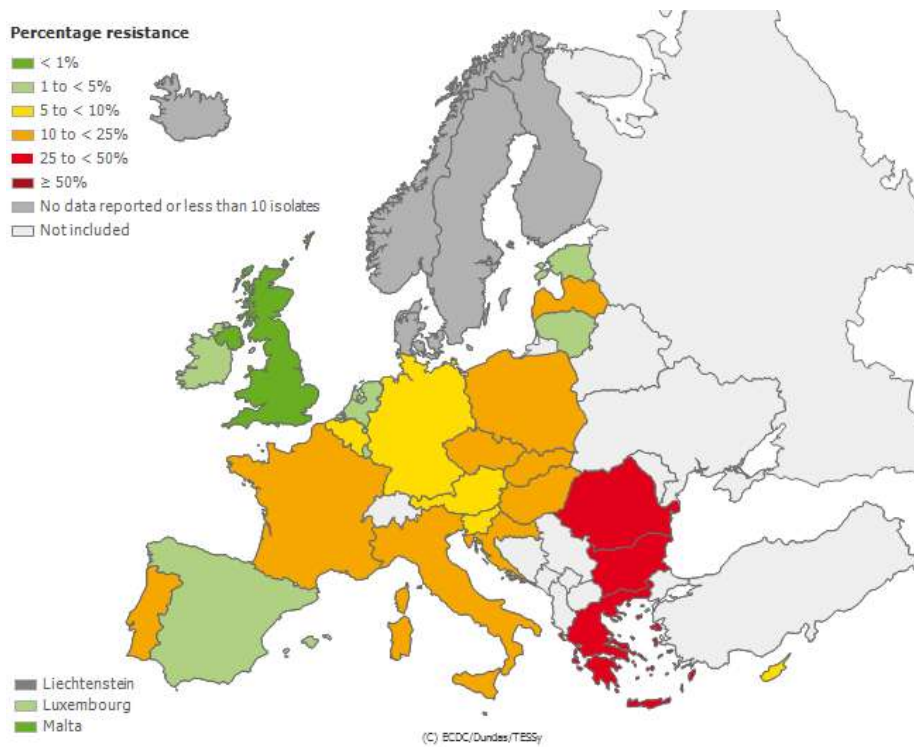 Percentage resistance
< 1%
1 to < 5%
5 to < 10%
10 to < 25%
25 to < 50%
≥ 50%
No data reported or less than 10 isolates
Not included
Liechtenstein
Luxembourg
Malta
(C) ECDC/Dundas/TESSy